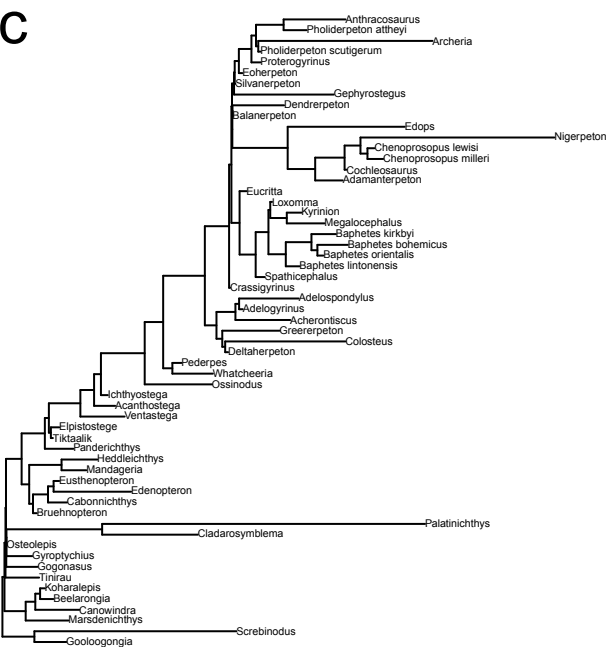 C
Anthracosaurus
Pholiderpeton attheyi
Archeria
Pholiderpeton scutigerum
Proterogyrinus
Eoherpeton
Silvanerpeton
Gephyrostegus
Dendrerpeton
Balanerpeton
Edops
Nigerpeton
Chenoprosopus lewisi
Chenoprosopus milleri
Cochleosaurus
Adamanterpeton
Eucritta
Loxomma
Kyrinion
Megalocephalus
Baphetes kirkbyi
Baphetes bohemicus
Baphetes orientalis
Baphetes lintonensis
Spathicephalus
Crassigyrinus
Adelospondylus
Adelogyrinus
Acherontiscus
Greererpeton
Colosteus
Deltaherpeton
Pederpes
Whatcheeria
Ossinodus
Ichthyostega
Acanthostega
Ventastega
Elpistostege
Tiktaalik
Panderichthys
Heddleichthys
Mandageria
Eusthenopteron
Edenopteron
Cabonnichthys
Bruehnopteron
Palatinichthys
Cladarosymblema
Osteolepis
Gyroptychius
Gogonasus
Tinirau
Koharalepis
Beelarongia
Canowindra
Marsdenichthys
Screbinodus
Gooloogongia